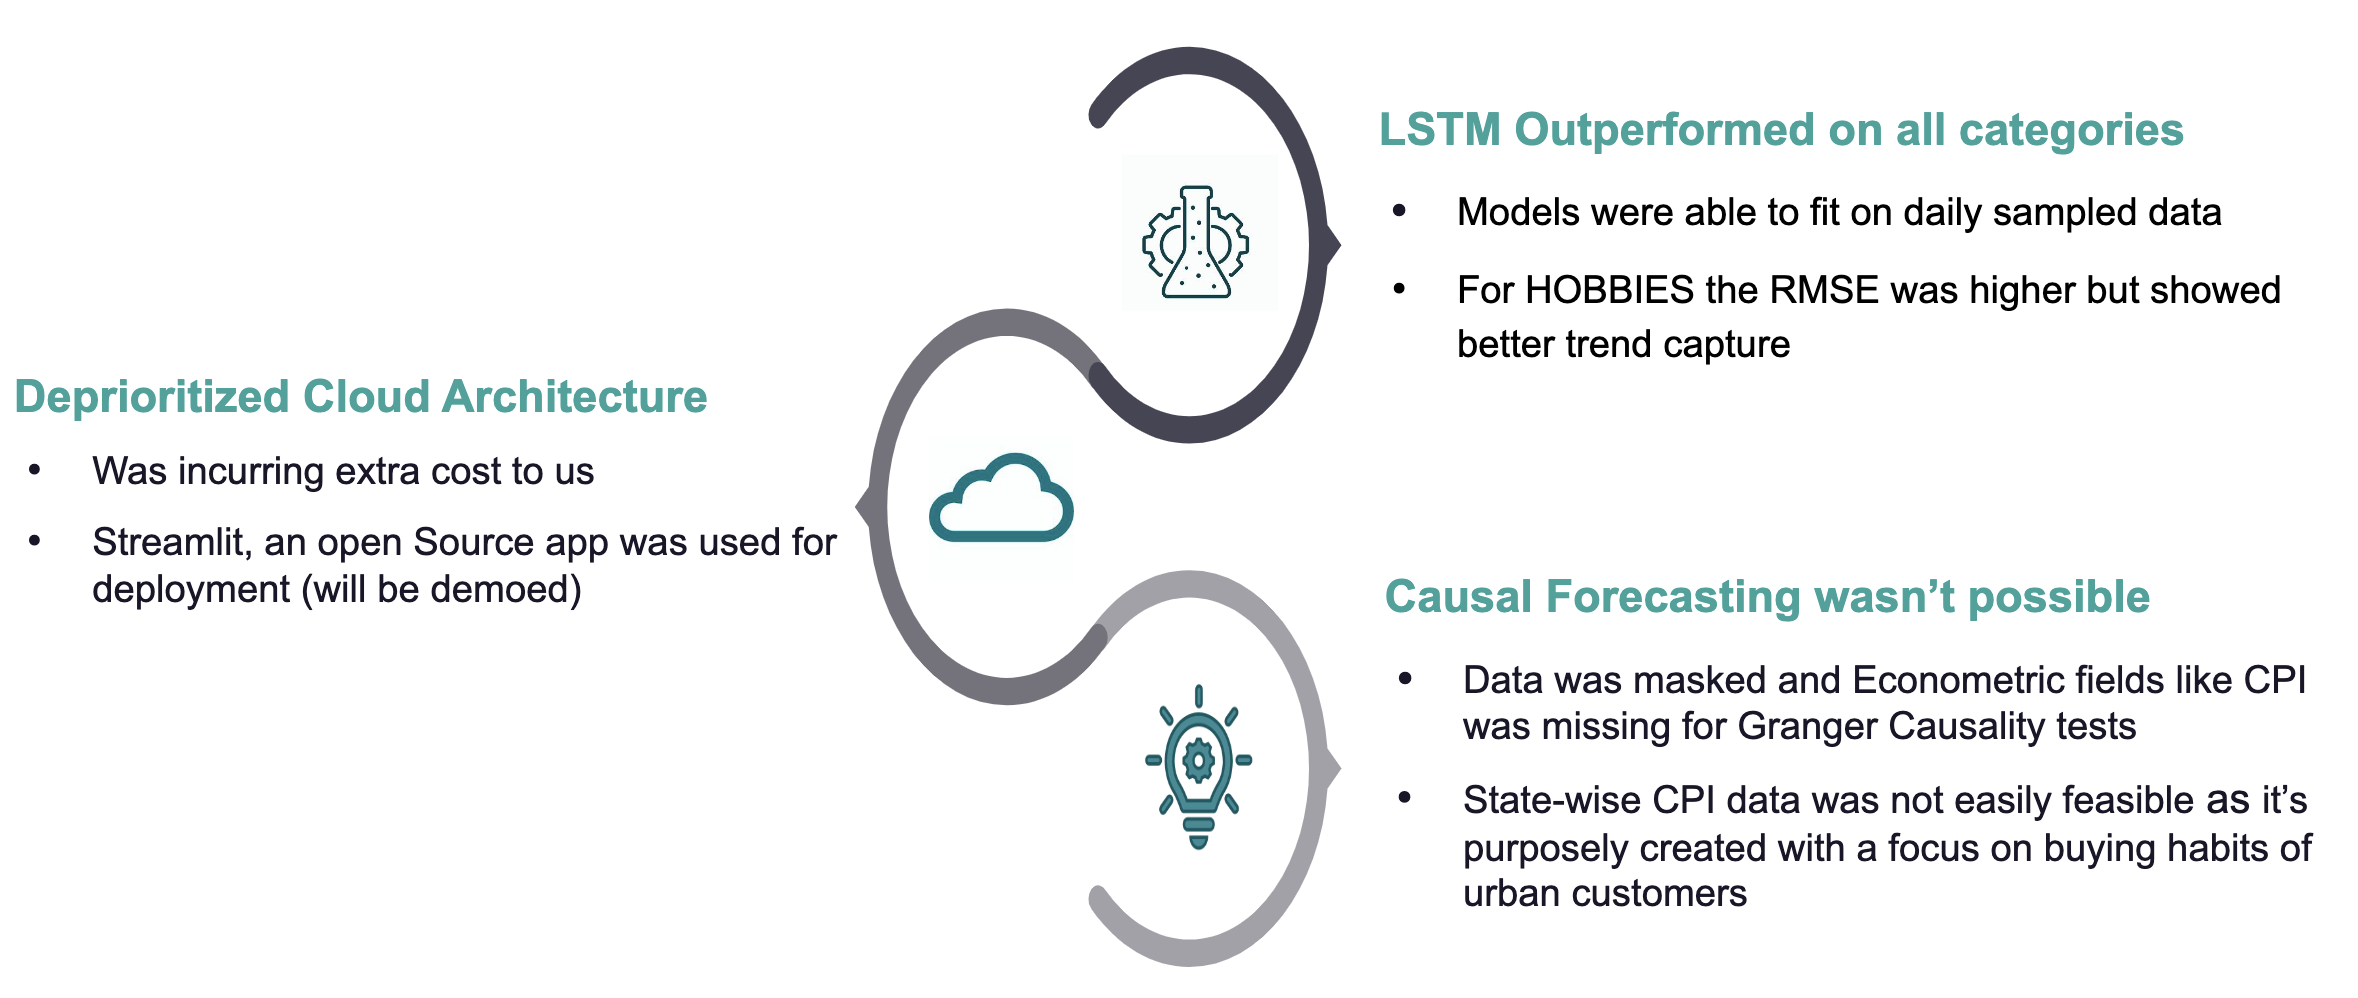 LSTM Outperformed on all categories
• Models were able to fit on daily sampled data
• For HOBBIES the RMSE was higher but showed
better trend capture
Deprioritized Cloud Architecture
• Was incurring extra cost to us
• Streamlit, an open Source app was used for
deployment (will be demoed)
Causal Forecasting wasn’t possible
• Data was masked and Econometric fields like CPI
was missing for Granger Causality tests
• State-wise CPI data was not easily feasible as it’s
purposely created with a focus on buying habits of
urban customers